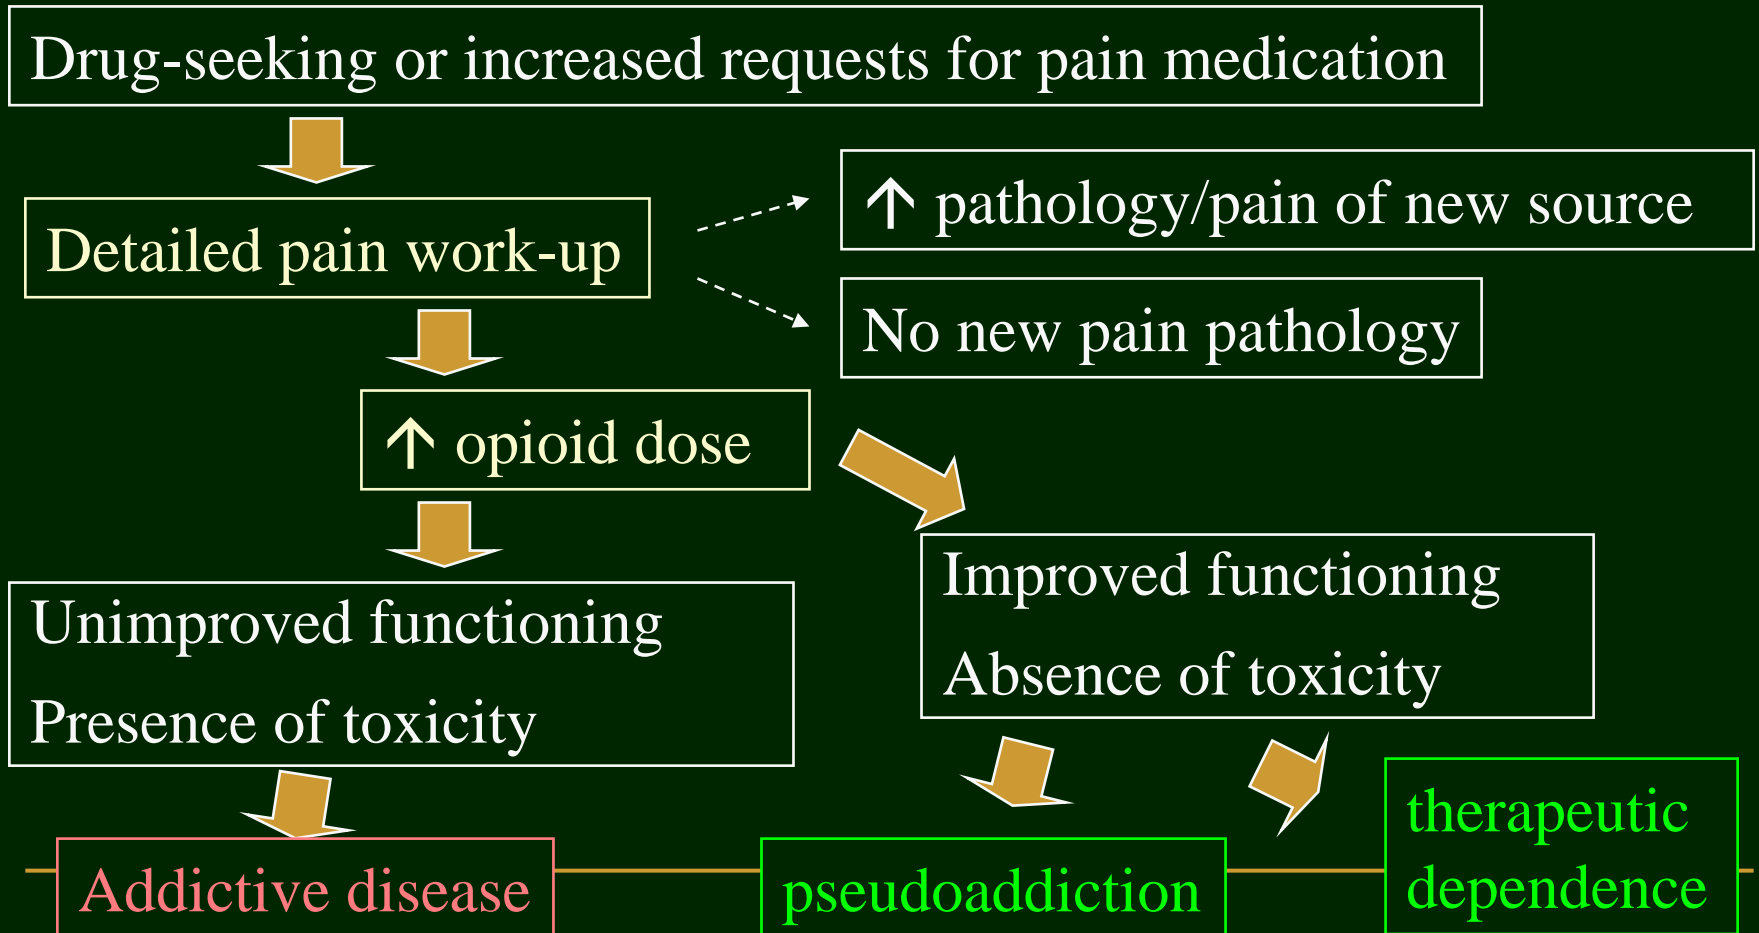 Drug-seeking or increased requests for pain medication
↑ pathology/pain of new source
Detailed pain work-up
No new pain pathology
↑ opioid dose
Improved functioning
Absence of toxicity
Unimproved functioning
Presence of toxicity
therapeutic
dependence
Addictive disease
pseudoaddiction